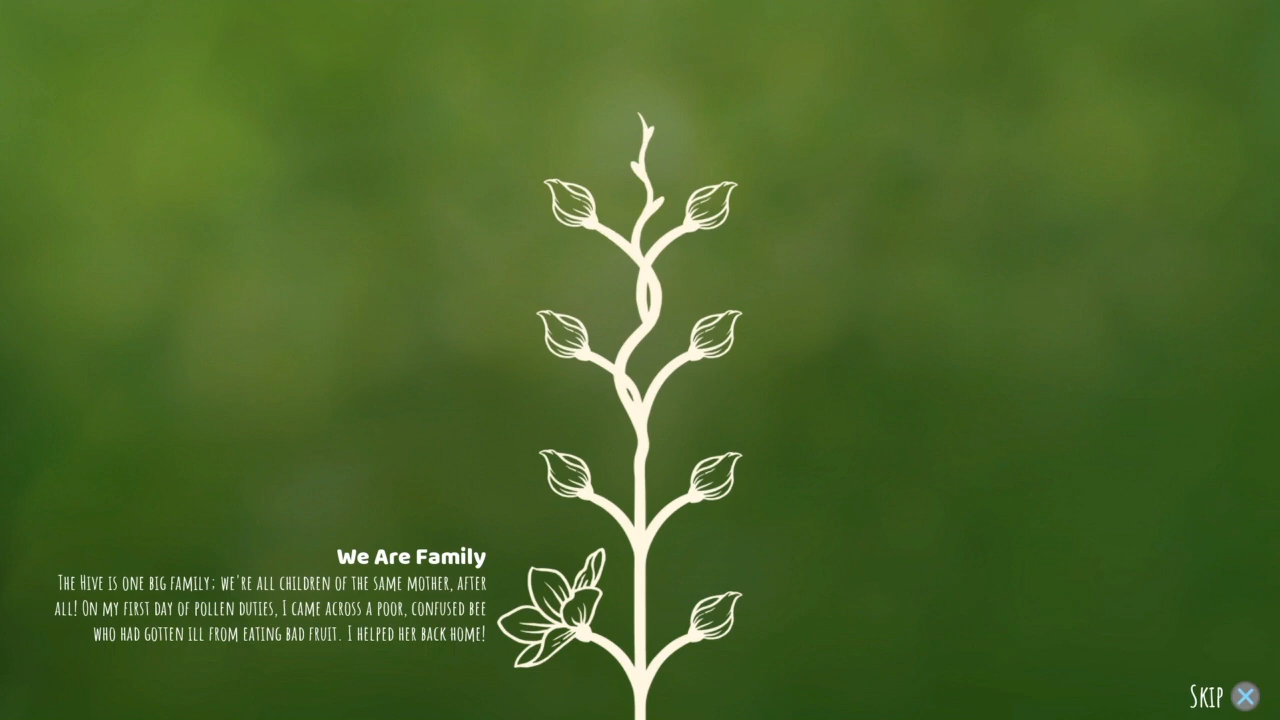 We Are Family
The Hive is one big family; we're all children of the same mother, after
all! On my first day of pollen duties, I came across a poor, confused bee
who had gotten ill from eating bad fruit. I helped her back home!
Skip